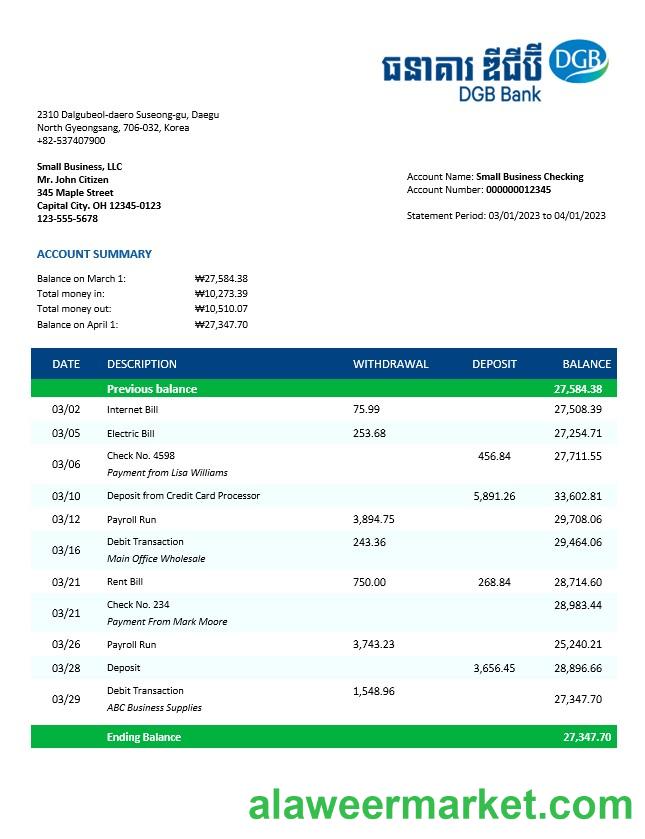 ធនាគារ ឌីជីប៊ី DGB
DGB Bank
2310 Dalgubeol-daero Suseong-gu, Daegu
North Gyeongsang, 706-032, Korea
+82-537407900
Small Business, LLC
Mr. John Citizen
345 Maple Street
Capital City. OH 12345-0123
123-555-5678
Account Name: Small Business Checking
Account Number: 000000012345
Statement Period: 03/01/2023 to 04/01/2023
ACCOUNT SUMMARY
Balance on March 1: ₩27,584.38
Total money in: ₩10,273.39
Total money out: ₩10,510.07
Balance on April 1: ₩27,347.70
DATE DESCRIPTION WITHDRAWAL DEPOSIT BALANCE
Previous balance 27,584.38
03/02 Internet Bill 75.99 27,508.39
03/05 Electric Bill 253.68 27,254.71
03/06 Check No. 4598 456.84 27,711.55
Payment from Lisa Williams
03/10 Deposit from Credit Card Processor 5,891.26 33,602.81
03/12 Payroll Run 3,894.75 29,708.06
03/16 Debit Transaction 243.36 29,464.06
Main Office Wholesale
03/21 Rent Bill 750.00 268.84 28,714.60
03/21 Check No. 234 28,983.44
Payment From Mark Moore
03/26 Payroll Run 3,743.23 25,240.21
03/28 Deposit 3,656.45 28,896.66
03/29 Debit Transaction 1,548.96 27,347.70
ABC Business Supplies
Ending Balance 27,347.70
alaweermarket.com